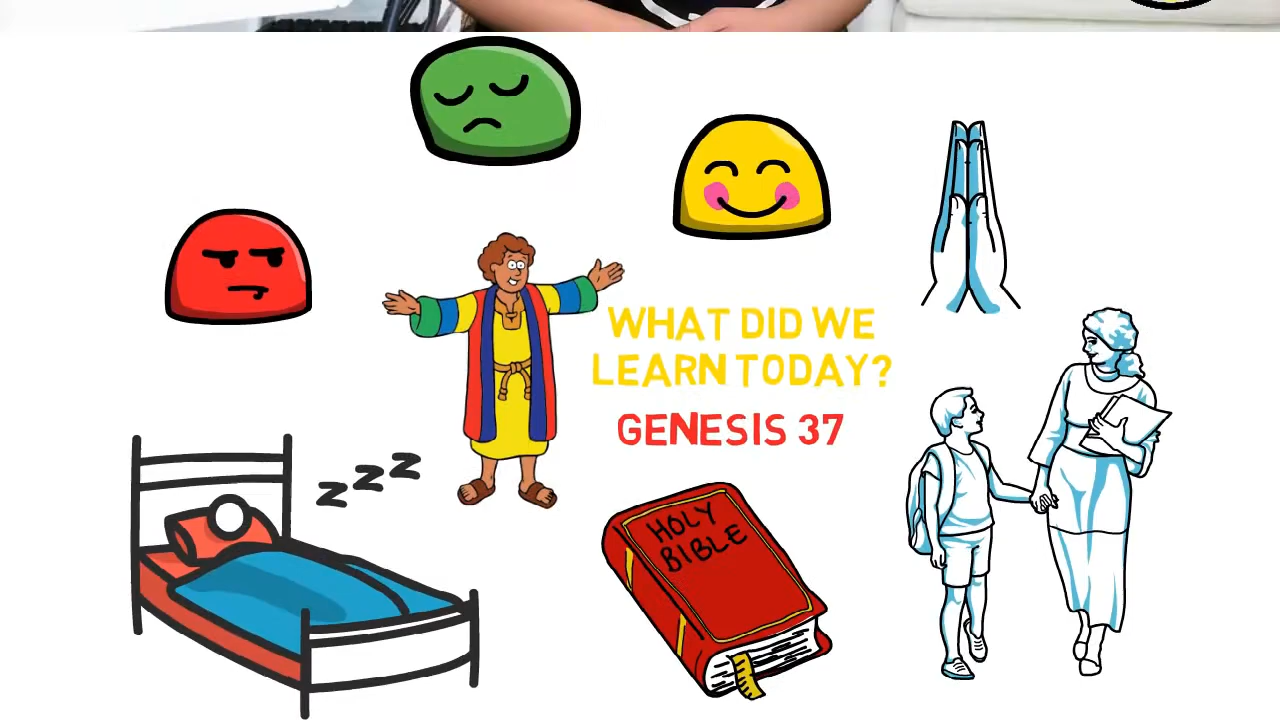 WHAT DID WE
LEARN TODAY?
GENESIS 37
HOLY
BIBLE
z z z